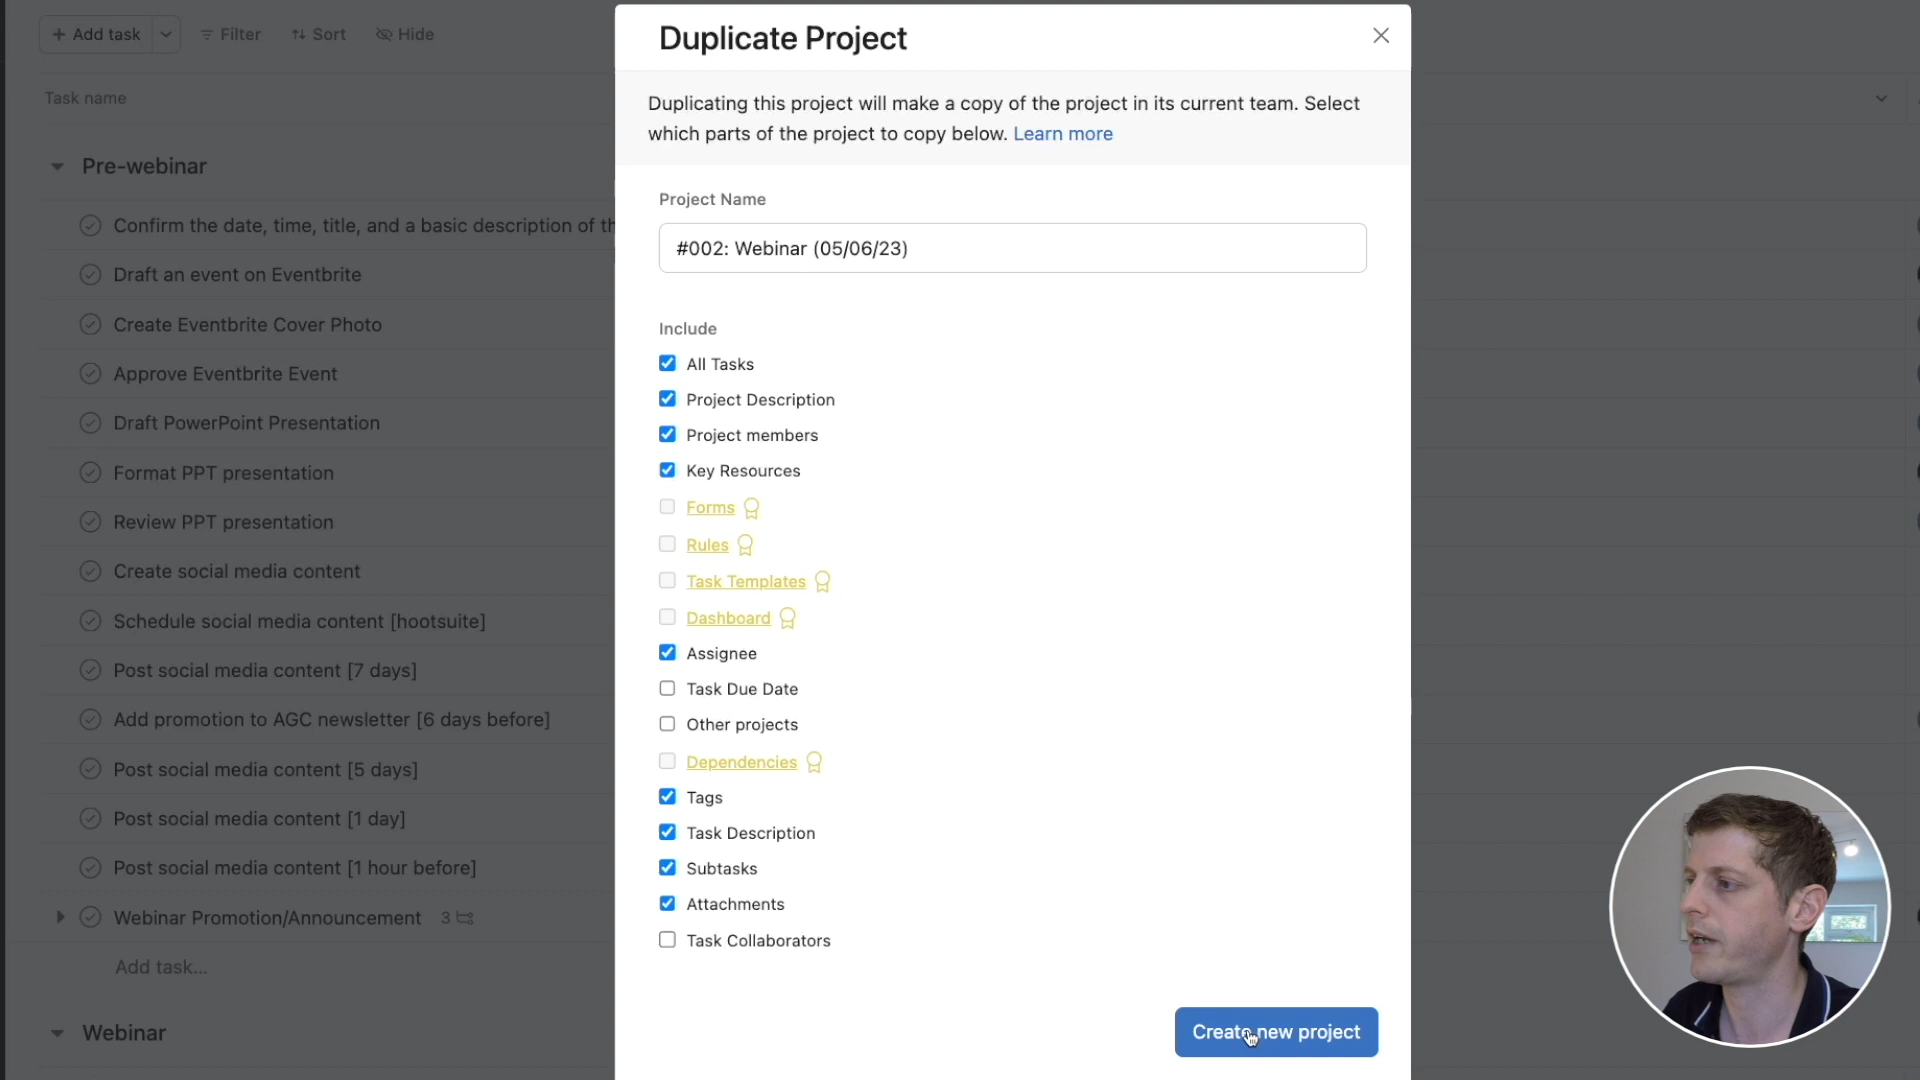 + Add task
Filter
Sort
Hide
Task name
Pre-webinar
Confirm the date, time, title, and a basic description of th
Draft an event on Eventbrite
Create Eventbrite Cover Photo
Approve Eventbrite Event
Draft PowerPoint Presentation
Format PPT presentation
Review PPT presentation
Create social media content
Schedule social media content [hootsuite]
Post social media content [7 days]
Add promotion to AGC newsletter [6 days before]
Post social media content [5 days]
Post social media content [1 day]
Post social media content [1 hour before]
Webinar Promotion/Announcement 3
Add task...
Webinar
Duplicate Project
Duplicating this project will make a copy of the project in its current team. Select
which parts of the project to copy below. Learn more
Project Name
#002: Webinar (05/06/23)
Include
All Tasks
Project Description
Project members
Key Resources
Forms
Rules
Task Templates
Dashboard
Assignee
Task Due Date
Other projects
Dependencies
Tags
Task Description
Subtasks
Attachments
Task Collaborators
Create new project